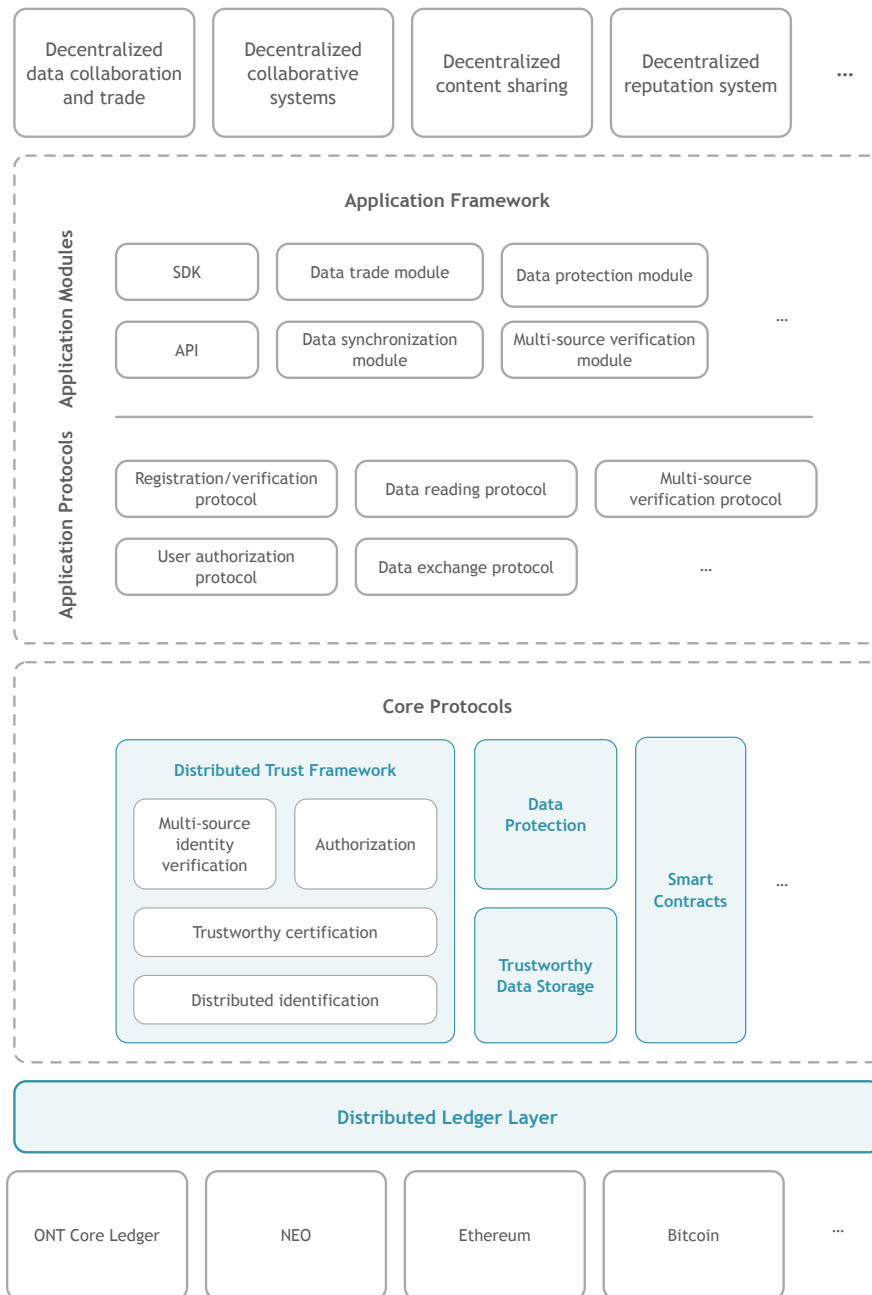 Decentralized
data collaboration
and trade
Decentralized
collaborative
systems
Decentralized
content sharing
Decentralized
reputation system
...
Application Framework
Application Modules
SDK
Data trade module
Data protection module
API
Data synchronization
module
Multi-source verification
module
...
Application Protocols
Registration/verification
protocol
Data reading protocol
Multi-source
verification protocol
User authorization
protocol
Data exchange protocol
...
Core Protocols
Distributed Trust Framework
Multi-source
identity
verification
Authorization
Trustworthy certification
Distributed identification
Data
Protection
Trustworthy
Data Storage
Smart
Contracts
...
Distributed Ledger Layer
ONT Core Ledger
NEO
Ethereum
Bitcoin
...